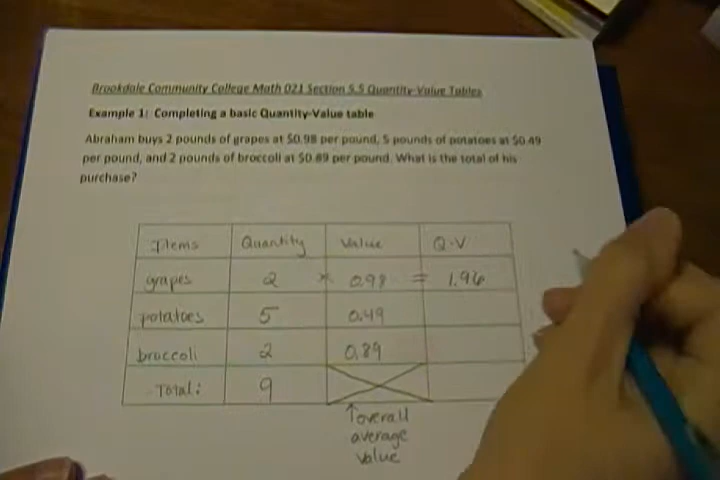 Brookdale Community College Math 021 Section 5.5 Quantity-Value Tables
Example 1: Completing a basic Quantity-Value table
Abraham buys 2 pounds of grapes at $0.98 per pound, 5 pounds of potatoes at $0.49
per pound, and 2 pounds of broccoli at $0.89 per pound. What is the total of his
purchase?
Items Quantity Value Q·V
grapes 2 × 0.98 = 1.96
potatoes 5 0.49
broccoli 2 0.89
Total: 9
↑overall
average
value